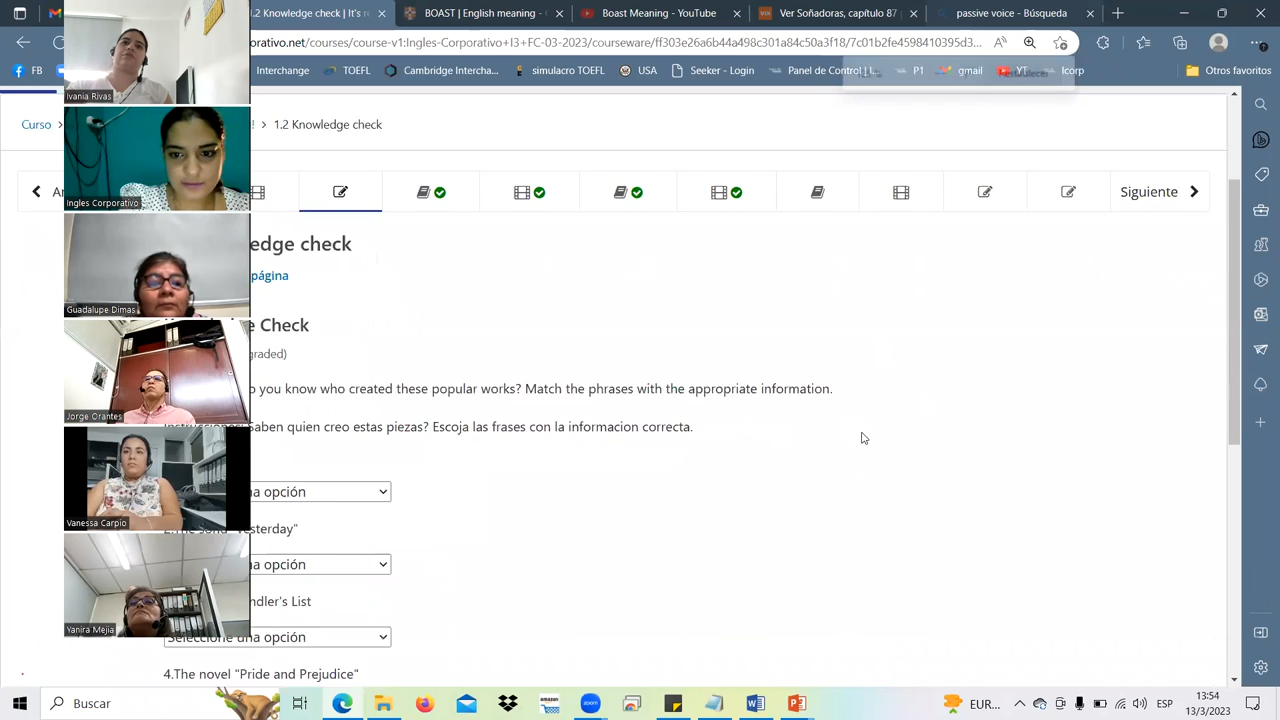 .2 Knowledge check | It's r
BOAST | English meaning -
Boast Meaning - YouTube
Ver Soñadoras, capítulo 87
passive voice - Búsqueda
orativo.net/courses/course-v1:Ingles-Corporativo+I3+FC-03-2023/courseware/ff303e26a6b44a498c301a84c50a3f18/7c01b2fe4598410395d3...
FB
Interchange
TOEFL
Cambridge Intercha...
simulacro TOEFL
USA
Seeker - Login
Panel de Control |
P1
gmail
YT
Icorp
Otros favoritos
Curso
! > 1.2 Knowledge check
Siguiente
edge check
página
Check
graded)
o you know who created these popular works? Match the phrases with the appropriate information.
Instrucciones: Saben quien creo estas piezas? Escoja las frases con la informacion correcta.
na opción
2.The song "Yesterday"
na opción
ndler's List
Seleccione una opción
4.The novel "Pride and Prejudice"
Ivania Rivas
Ingles Corporativo
Guadalupe Dimas
Jorge Orantes
Vanessa Carpio
Yanira Mejia
Buscar
EUR...
ESP
13:54
13/3/2023